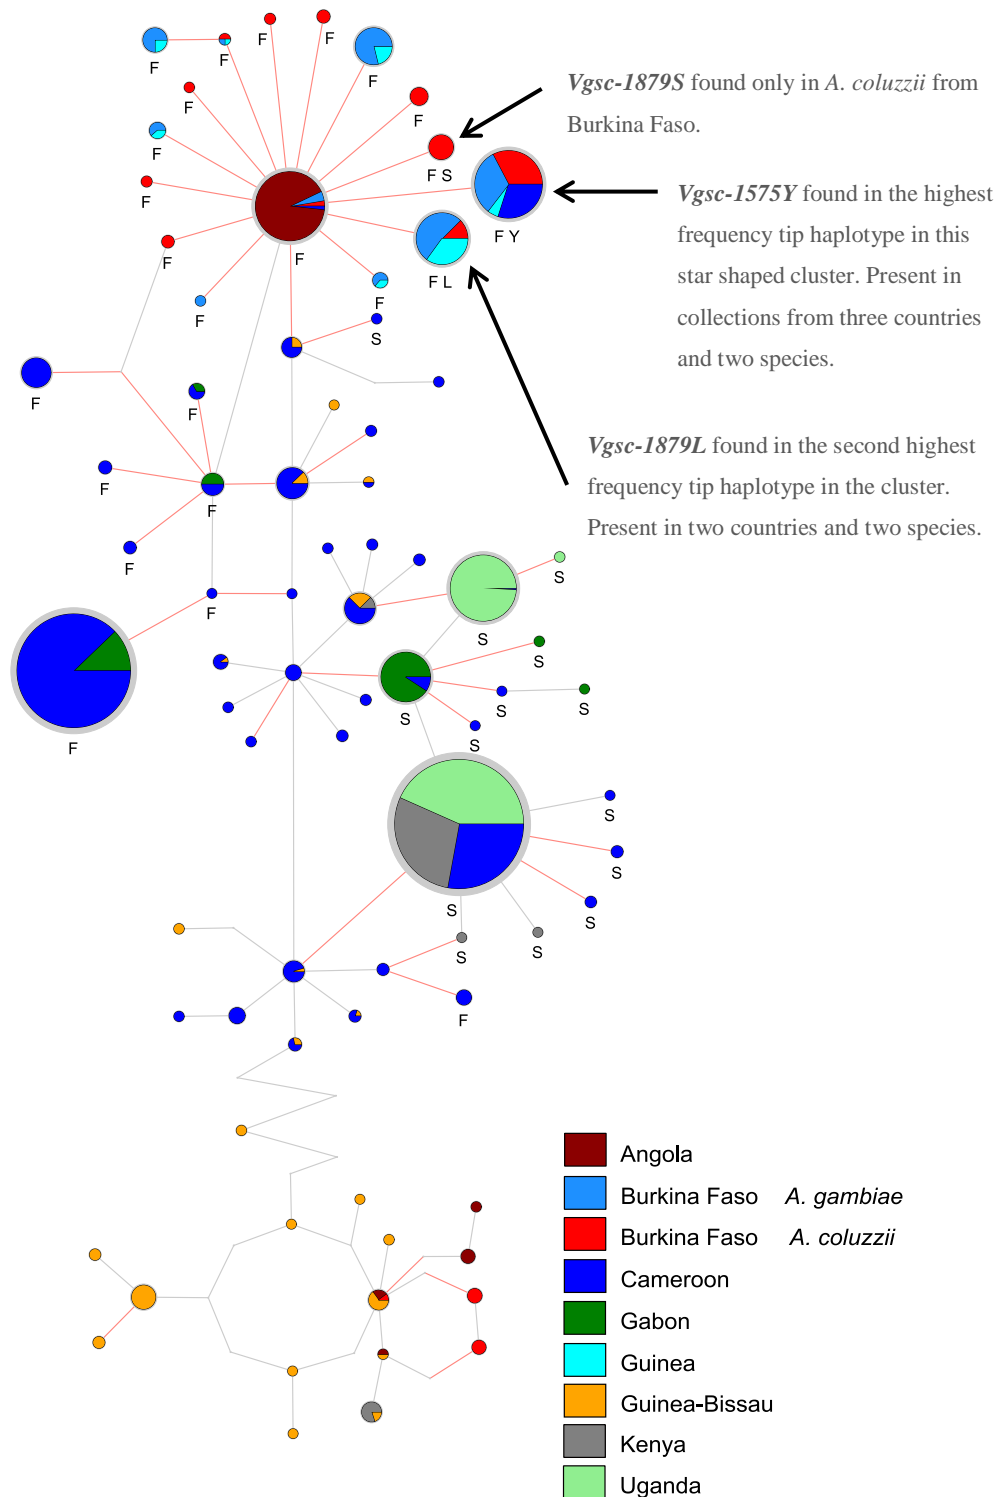 F
F
F
F
F
F
F
F
F
F S
F Y
F L
F
F
F
F
Vgsc-1879S found only in A. coluzzii from
Burkina Faso.
Vgsc-1575Y found in the highest
frequency tip haplotype in this
star shaped cluster. Present in
collections from three countries
and two species.
Vgsc-1879L found in the second highest
frequency tip haplotype in the cluster.
Present in two countries and two species.
S
F
F
F
F
F
F
F
S
S
S
S
S
S
S
S
S
S
S
S
S
S
F
Angola
Burkina Faso A. gambiae
Burkina Faso A. coluzzii
Cameroon
Gabon
Guinea
Guinea-Bissau
Kenya
Uganda